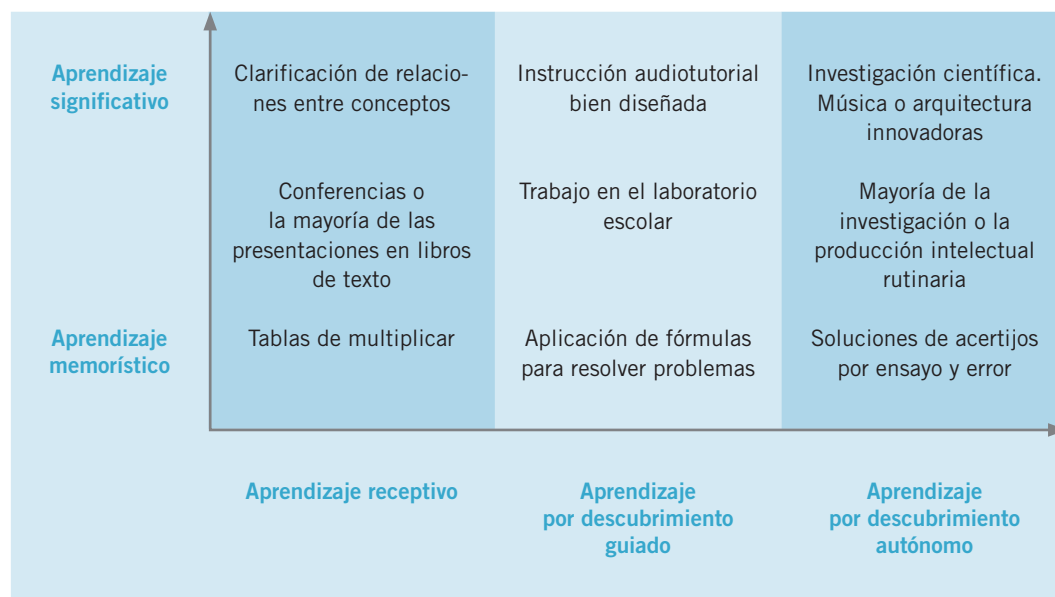 Aprendizaje
significativo
Clarificación de relacio-
nes entre conceptos
Instrucción audiotutorial
bien diseñada
Investigación científica.
Música o arquitectura
innovadoras
Conferencias o
la mayoría de las
presentaciones en libros
de texto
Trabajo en el laboratorio
escolar
Mayoría de la
investigación o la
producción intelectual
rutinaria
Aprendizaje
memorístico
Tablas de multiplicar
Aplicación de fórmulas
para resolver problemas
Soluciones de acertijos
por ensayo y error
Aprendizaje receptivo
Aprendizaje
por descubrimiento
guiado
Aprendizaje
por descubrimiento
autónomo